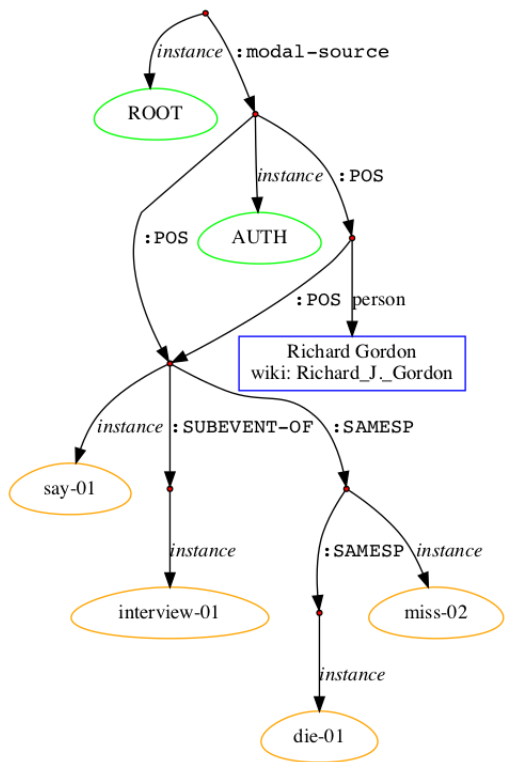 instance :modal-source
ROOT
instance :POS
:POS AUTH
:POS person
Richard Gordon
wiki: Richard_J._Gordon
instance :SUBEVENT-OF :SAMESP
say-01
instance :SAMESP instance
interview-01 miss-02
instance
die-01